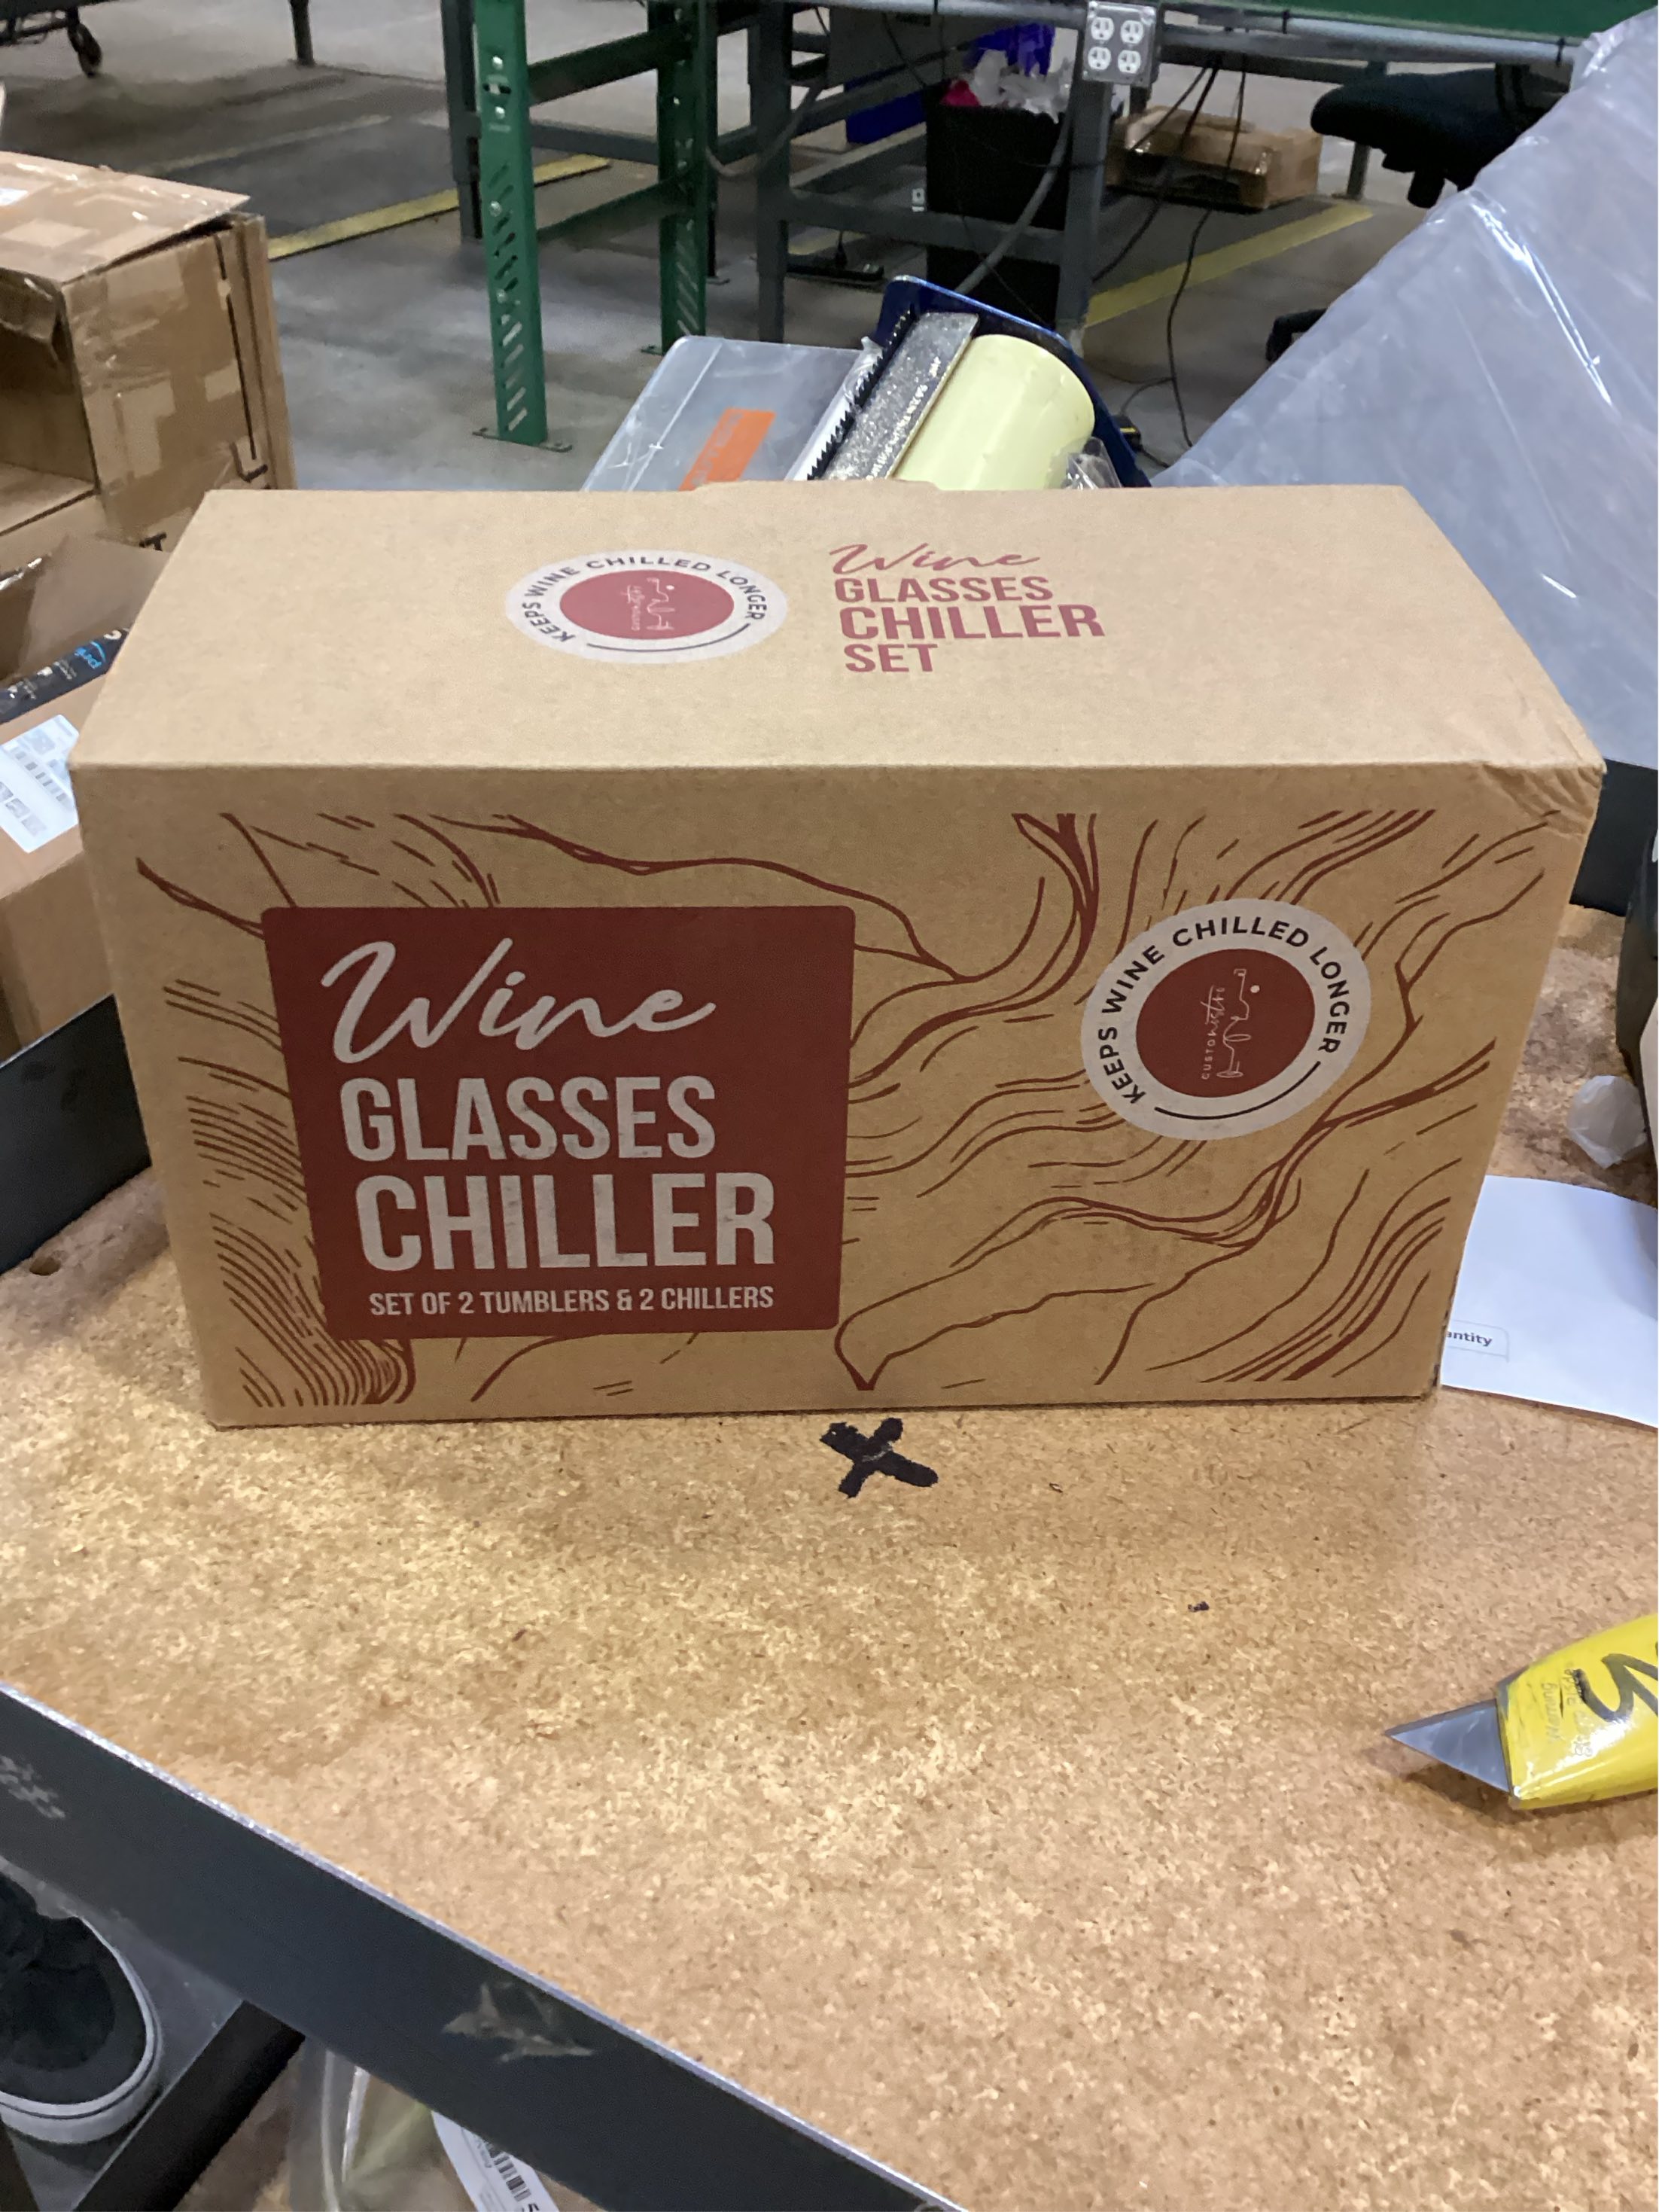 KEEPS WINE CHILLED LONGER
Wine
GLASSES
CHILLER
SET
Wine
GLASSES
CHILLER
SET OF 2 TUMBLERS & 2 CHILLERS
KEEPS WINE CHILLED LONGER